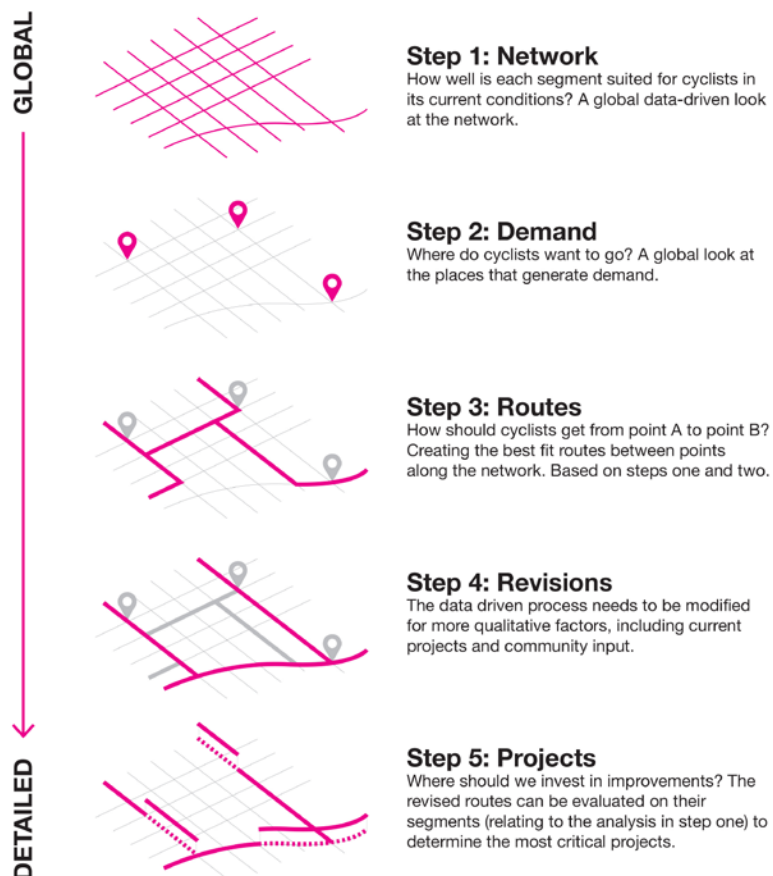 GLOBAL
Step 1: Network
How well is each segment suited for cyclists in
its current conditions? A global data-driven look
at the network.
Step 2: Demand
Where do cyclists want to go? A global look at
the places that generate demand.
Step 3: Routes
How should cyclists get from point A to point B?
Creating the best fit routes between points
along the network. Based on steps one and two.
Step 4: Revisions
The data driven process needs to be modified
for more qualitative factors, including current
projects and community input.
DETAILED
Step 5: Projects
Where should we invest in improvements? The
revised routes can be evaluated on their
segments (relating to the analysis in step one) to
determine the most critical projects.